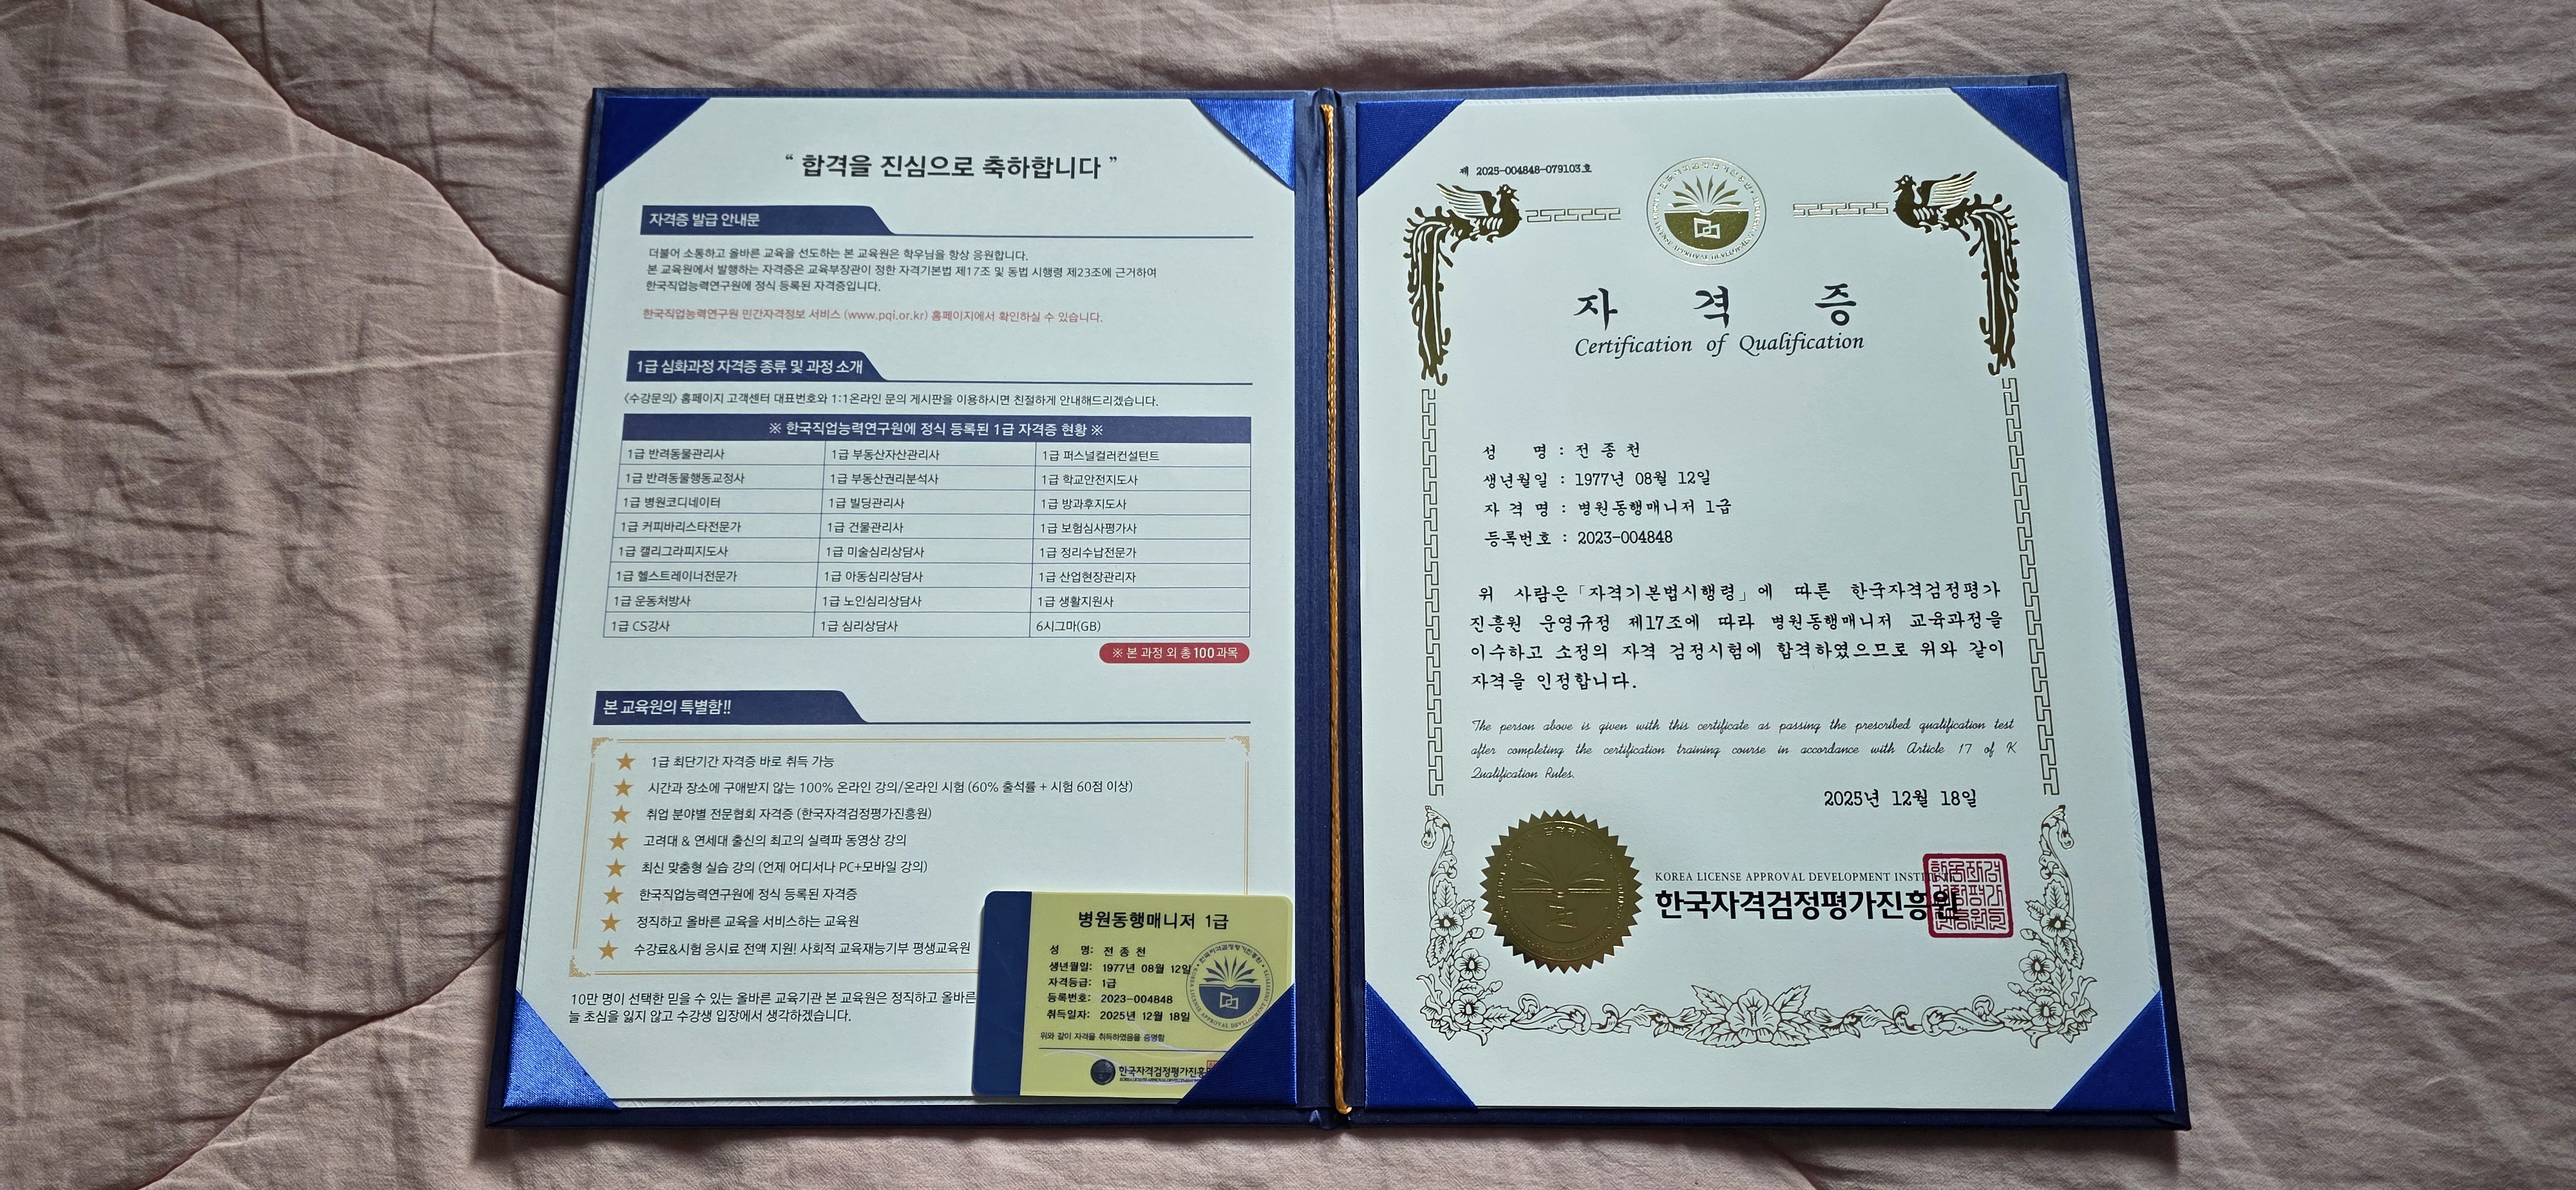 “ 합격을 진심으로 축하합니다 ”
자격증 발급 안내문
더불어 소통하고 올바른 교육을 선도하는 본 교육원은 학우님을 항상 응원합니다.
본 교육원에서 발행하는 자격증은 교육부장관이 정한 자격기본법 제17조 및 동법 시행령 제23조에 근거하여
한국직업능력연구원에 정식 등록된 자격증입니다.
한국직업능력연구원 민간자격정보 서비스 (www.pqi.or.kr) 홈페이지에서 확인하실 수 있습니다.
1급 심화과정 자격증 종류 및 과정 소개
<수강문의> 홈페이지 고객센터 대표번호와 1:1온라인 문의 게시판을 이용하시면 친절하게 안내해드리겠습니다.
※ 한국직업능력연구원에 정식 등록된 1급 자격증 현황 ※
1급 반려동물관리사 1급 부동산자산관리사 1급 퍼스널컬러컨설턴트
1급 반려동물행동교정사 1급 부동산권리분석사 1급 학교안전지도사
1급 병원코디네이터 1급 빌딩관리사 1급 방과후지도사
1급 커피바리스타전문가 1급 건물관리사 1급 보험심사평가사
1급 캘리그라피지도사 1급 미술심리상담사 1급 정리수납전문가
1급 헬스트레이너전문가 1급 아동심리상담사 1급 산업현장관리자
1급 운동처방사 1급 노인심리상담사 1급 생활지원사
1급 CS강사 1급 심리상담사 6시그마(GB)
※ 본 과정 외 총 100과목
본 교육원의 특별함!!
★ 1급 최단기간 자격증 바로 취득 가능
★ 시간과 장소에 구애받지 않는 100% 온라인 강의/온라인 시험 (60% 출석률 + 시험 60점 이상)
★ 취업 분야별 전문협회 자격증 (한국자격검정평가진흥원)
★ 고려대 & 연세대 출신의 최고의 실력파 동영상 강의
★ 최신 맞춤형 실습 강의 (언제 어디서나 PC+모바일 강의)
★ 한국직업능력연구원에 정식 등록된 자격증
★ 정직하고 올바른 교육을 서비스하는 교육원
★ 수강료&시험 응시료 전액 지원! 사회적 교육재능기부 평생교육원
10만 명이 선택한 믿을 수 있는 올바른 교육기관 본 교육원은 정직하고 올바른
늘 초심을 잃지 않고 수강생 입장에서 생각하겠습니다.
병원동행매니저 1급
성 명: 전 종 천
생년월일: 1977년 08월 12일
자격등급: 1급
등록번호: 2023-004848
취득일자: 2025년 12월 18일
위와 같이 자격을 취득하였음을 증명함
한국자격검정평가진흥
제 2025-004848-079103호
자 격 증
Certification of Qualification
성 명 : 전 종 천
생년월일 : 1977년 08월 12일
자 격 명 : 병원동행매니저 1급
등록번호 : 2023-004848
위 사람은「자격기본법시행령」에 따른 한국자격검정평가
진흥원 운영규정 제17조에 따라 병원동행매니저 교육과정을
이수하고 소정의 자격 검정시험에 합격하였으므로 위와 같이
자격을 인정합니다.
The person above is given with this certificate as passing the prescribed qualification test
after completing the certification training course in accordance with Article 17 of K
Qualification Rules.
2025년 12월 18일
KOREA LICENSE APPROVAL DEVELOPMENT INSTITUTE
한국자격검정평가진흥원